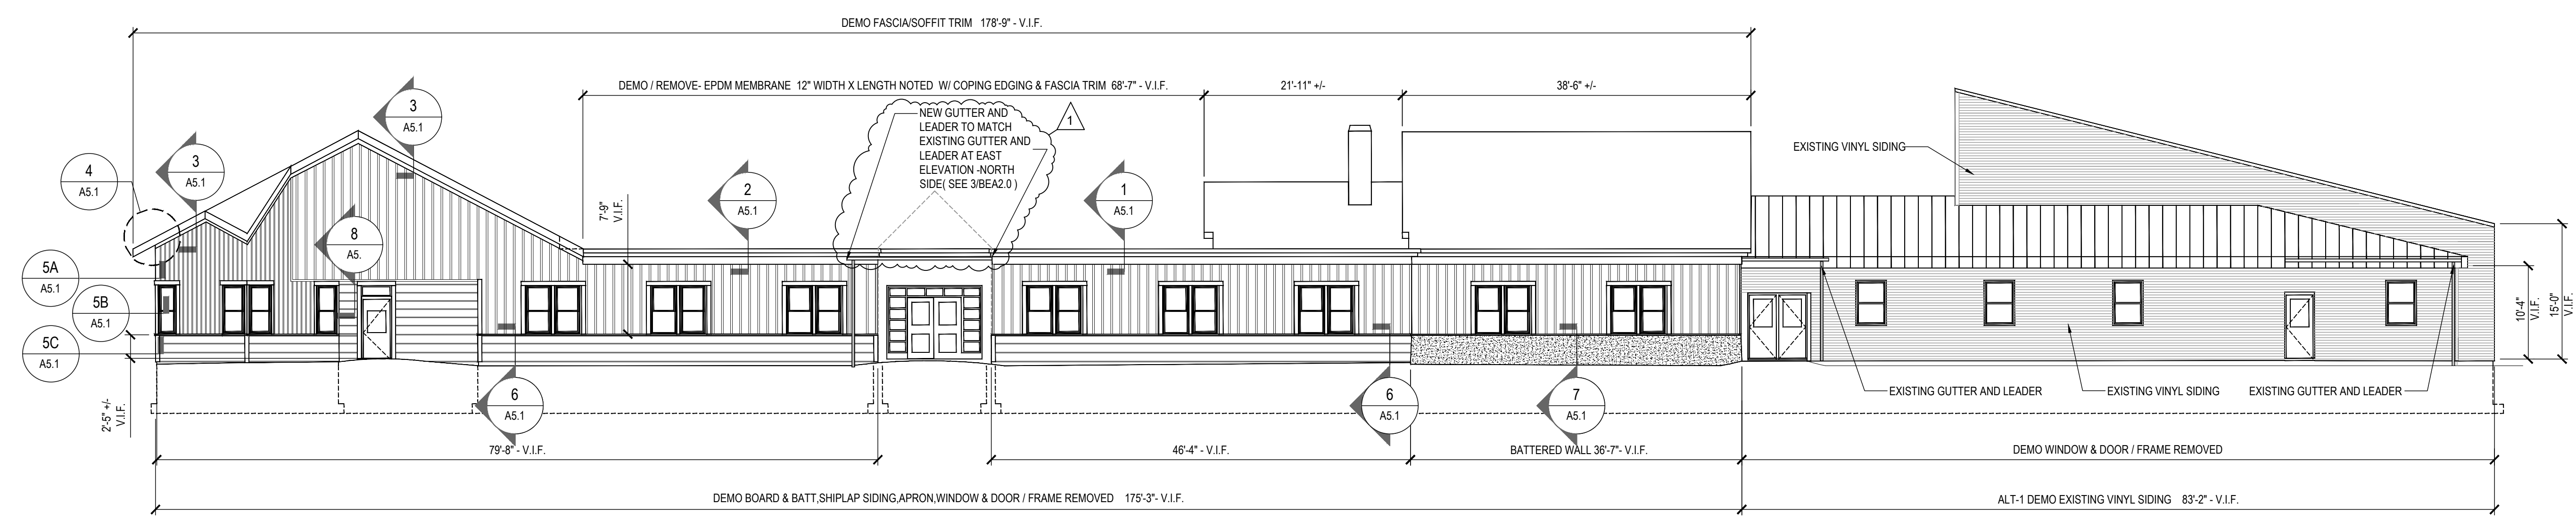 DEMO FASCIA/SOFFIT TRIM 178'-9" - V.I.F.
DEMO / REMOVE- EPDM MEMBRANE 12" WIDTH X LENGTH NOTED W/ COPING EDGING & FASCIA TRIM 68'-7" - V.I.F.
21'-11" +/-
38'-6" +/-
3
A5.1
NEW GUTTER AND
LEADER TO MATCH
EXISTING GUTTER AND
LEADER AT EAST
ELEVATION -NORTH
SIDE( SEE 3/BEA2.0 )
1
EXISTING VINYL SIDING
3
A5.1
4
A5.1
2
A5.1
1
A5.1
7'-9"
V.I.F.
8
A5.
5A
A5.1
5B
A5.1
5C
A5.1
10'-4"
V.I.F.
15'-0"
V.I.F.
2'-5" +/-
V.I.F.
6
A5.1
6
A5.1
7
A5.1
EXISTING GUTTER AND LEADER
EXISTING VINYL SIDING
EXISTING GUTTER AND LEADER
79'-8" - V.I.F.
46'-4" - V.I.F.
BATTERED WALL 36'-7"- V.I.F.
DEMO WINDOW & DOOR / FRAME REMOVED
DEMO BOARD & BATT,SHIPLAP SIDING,APRON,WINDOW & DOOR / FRAME REMOVED 175'-3"- V.I.F.
ALT-1 DEMO EXISTING VINYL SIDING 83'-2" - V.I.F.